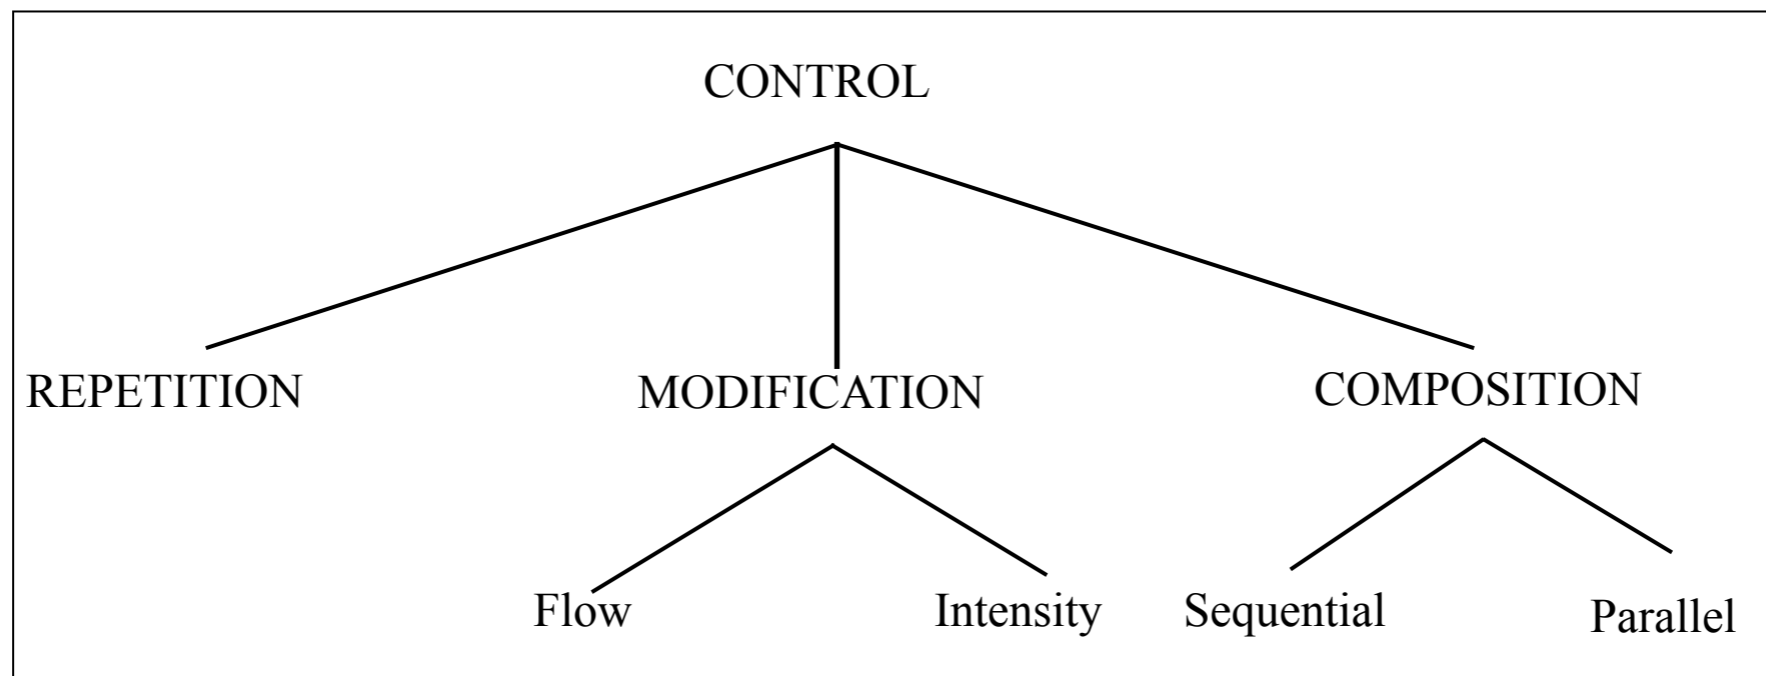 CONTROL
REPETITION MODIFICATION COMPOSITION
Flow Intensity Sequential Parallel